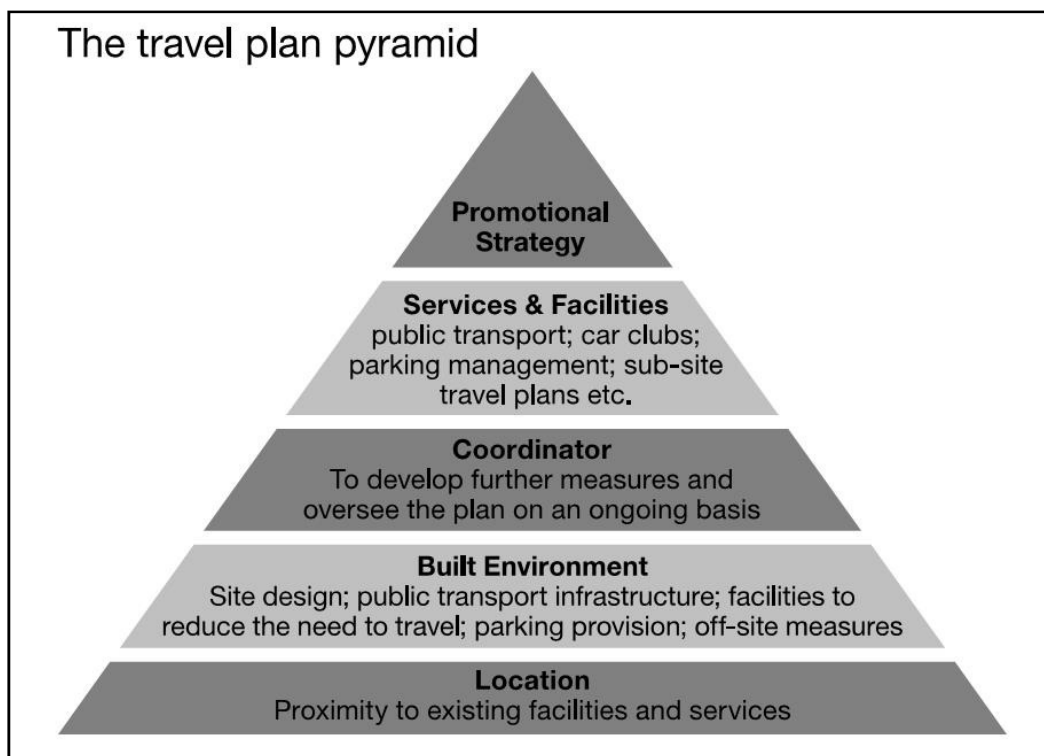 The travel plan pyramid
Promotional
Strategy
Services & Facilities
public transport; car clubs;
parking management; sub-site
travel plans etc.
Coordinator
To develop further measures and
oversee the plan on an ongoing basis
Built Environment
Site design; public transport infrastructure; facilities to
reduce the need to travel; parking provision; off-site measures
Location
Proximity to existing facilities and services